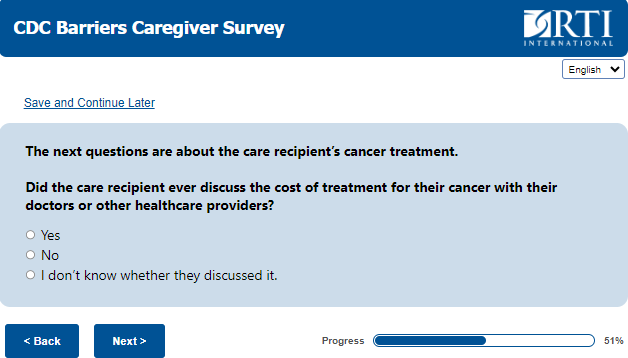 CDC Barriers Caregiver Survey
RTI
INTERNATIONAL
English
Save and Continue Later
The next questions are about the care recipient’s cancer treatment.
Did the care recipient ever discuss the cost of treatment for their cancer with their
doctors or other healthcare providers?
Yes
No
I don’t know whether they discussed it.
< Back
Next >
Progress
51%